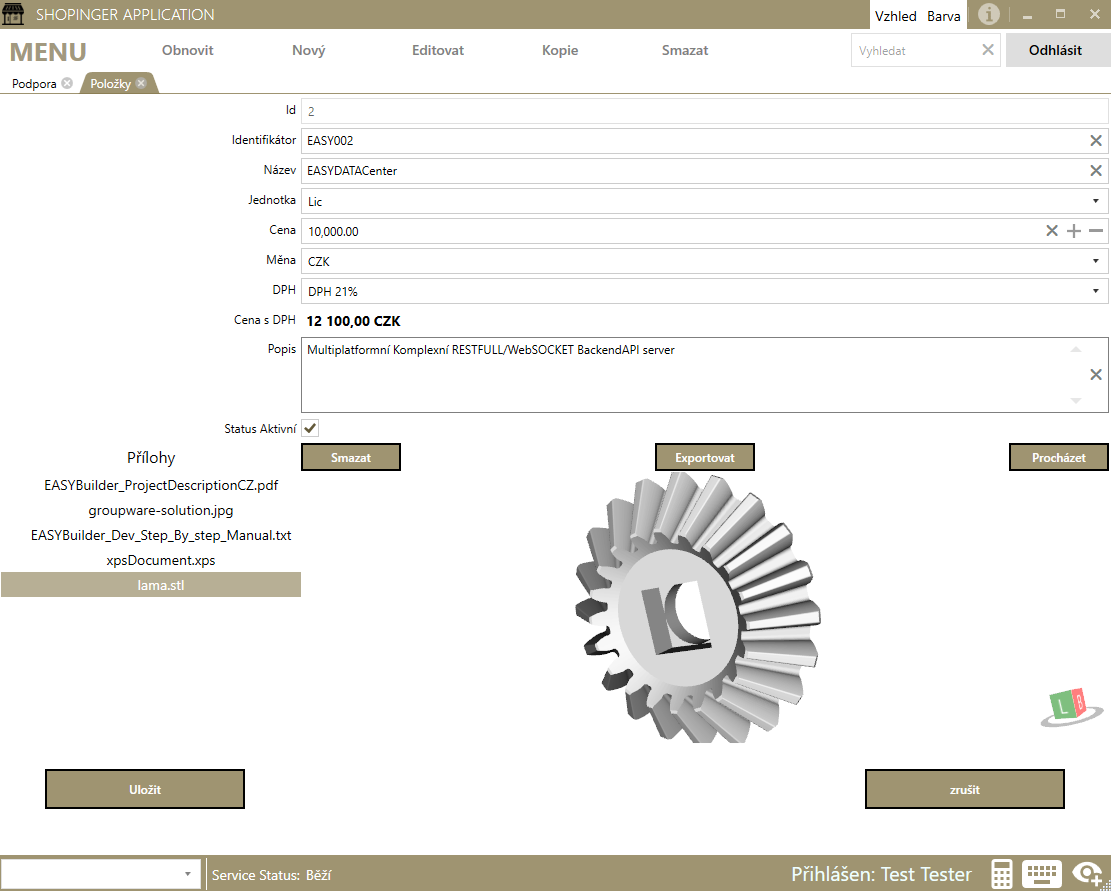 SHOPINGER APPLICATION
Vzhled Barva
MENU Obnovit Nový Editovat Kopie Smazat Vyhledat Odhlásit
Podpora Položky
Id 2
Identifikátor EASY002
Název EASYDATACenter
Jednotka Lic
Cena 10,000.00
Měna CZK
DPH DPH 21%
Cena s DPH 12 100,00 CZK
Popis Multiplatformní Komplexní RESTFULL/WebSOCKET BackendAPI server
Status Aktivní
Přílohy Smazat Exportovat Procházet
EASYBuilder_ProjectDescriptionCZ.pdf
groupware-solution.jpg
EASYBuilder_Dev_Step_By_step_Manual.txt
xpsDocument.xps
lama.stl
L B
Uložit zrušit
Service Status: Běží Přihlášen: Test Tester